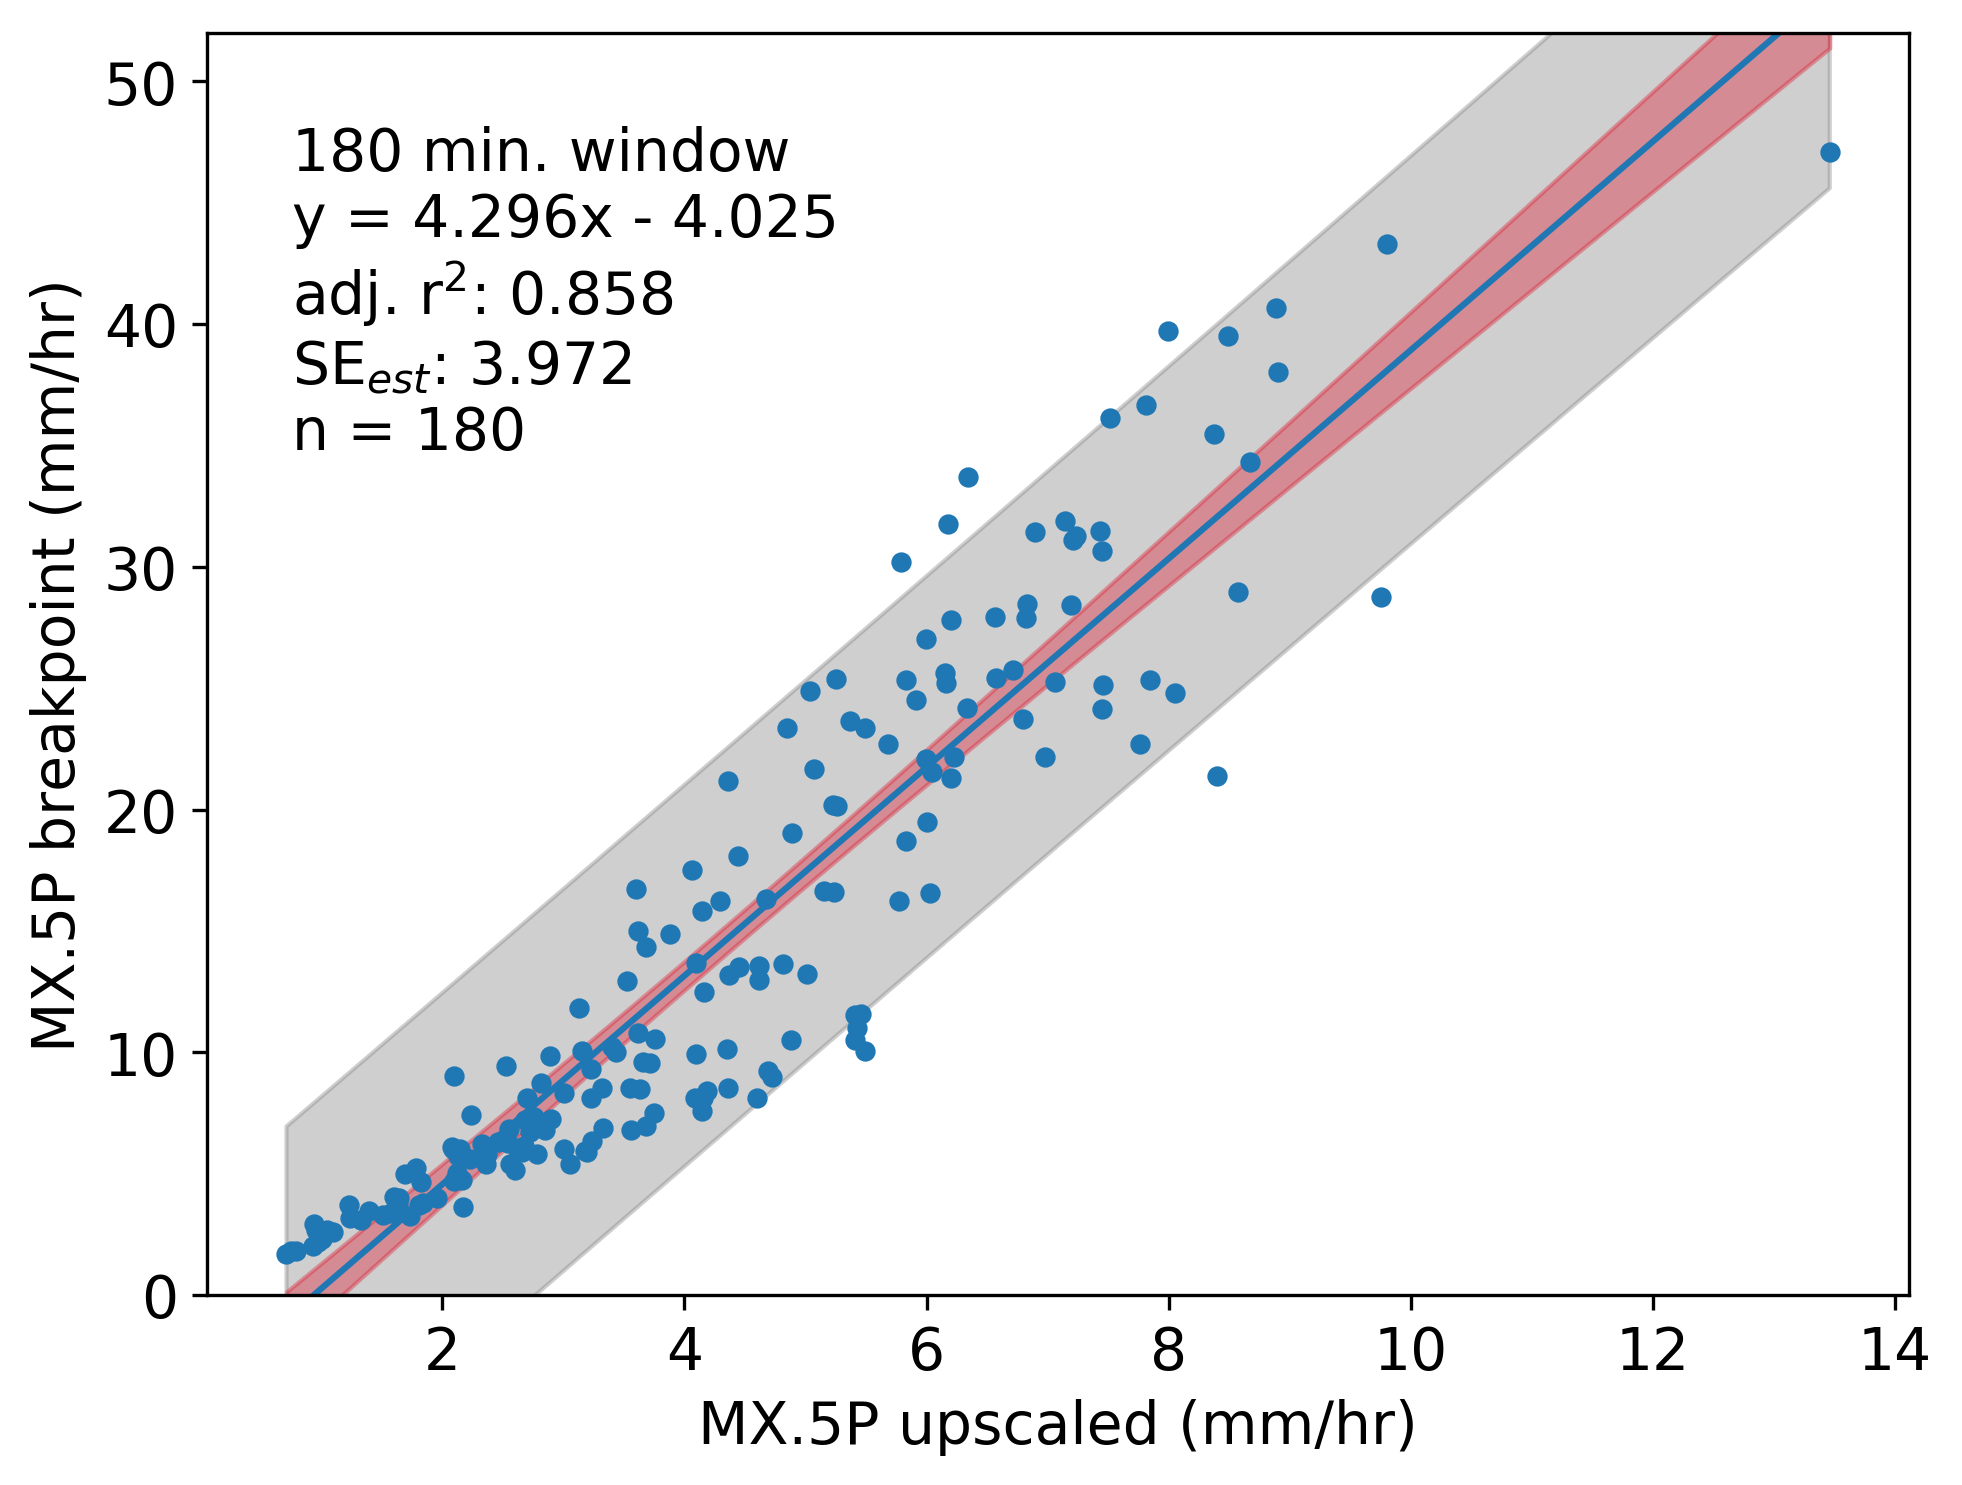 180 min. window
y = 4.296x - 4.025
adj. r²: 0.858
SEest: 3.972
n = 180
MX.5P breakpoint (mm/hr)
50
40
30
20
10
0
2 4 6 8 10 12 14
MX.5P upscaled (mm/hr)